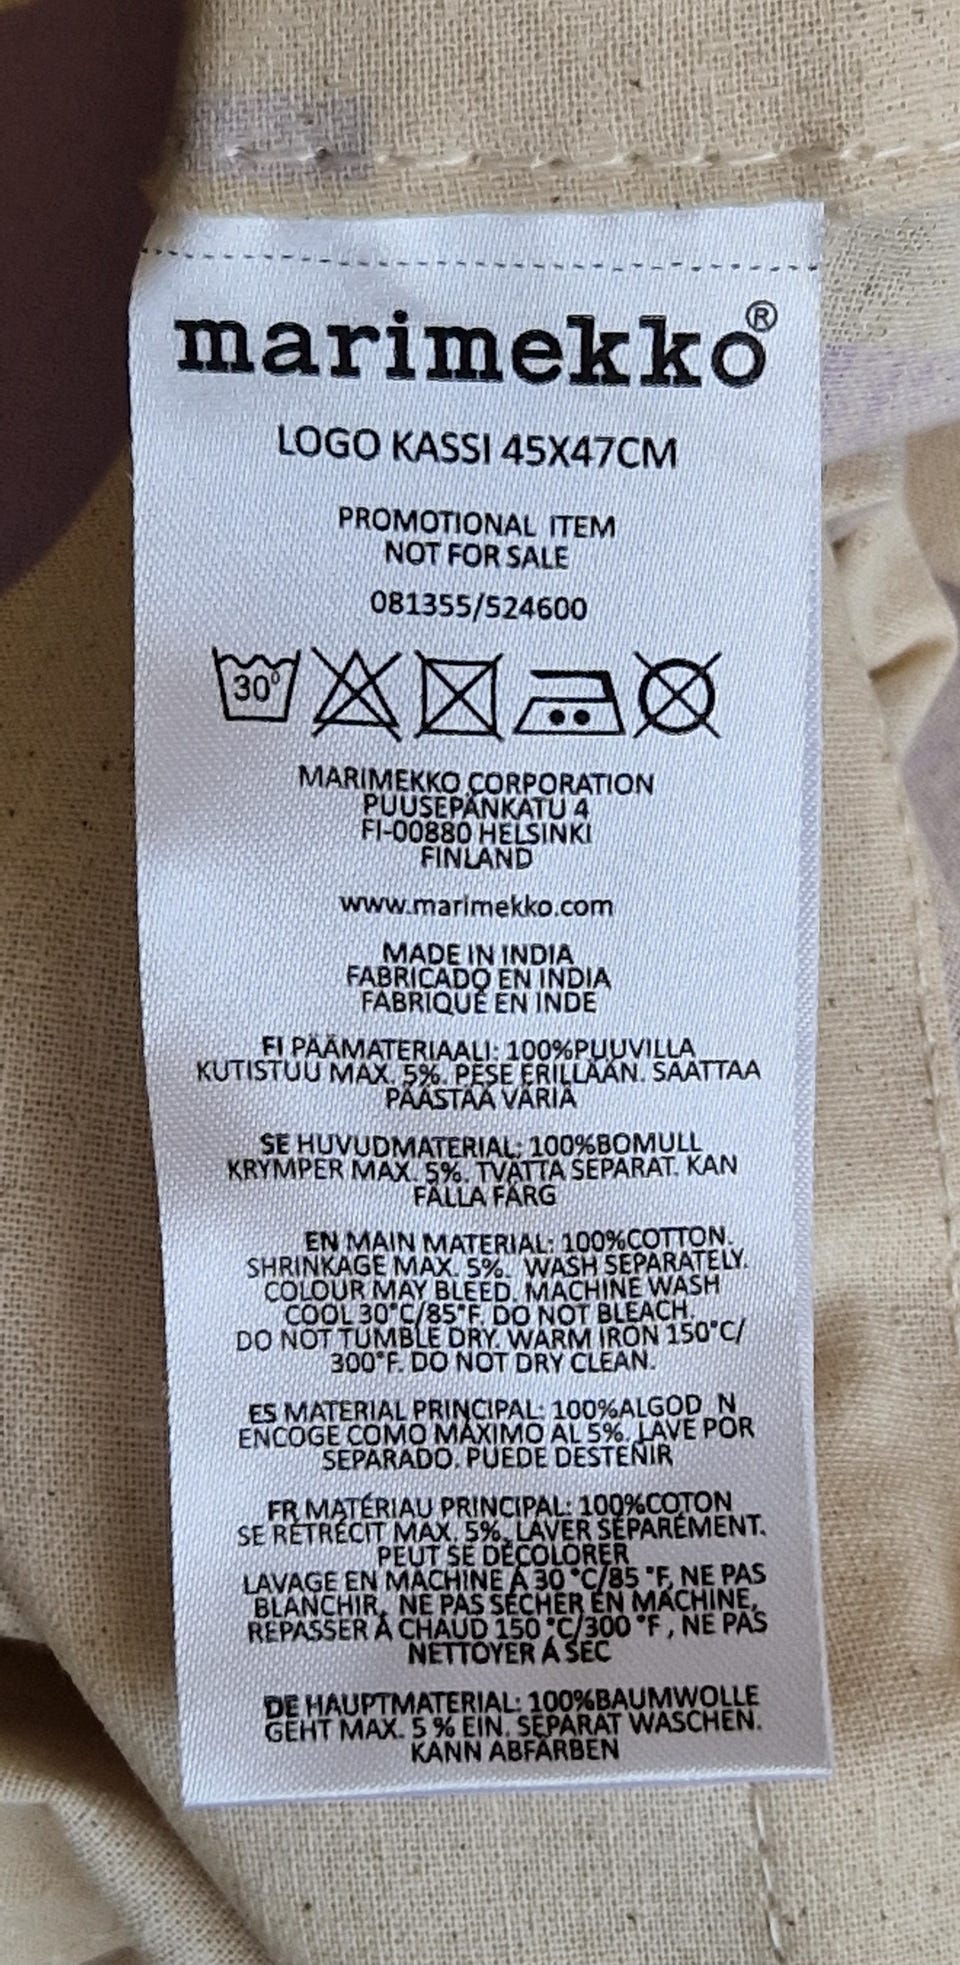 marimekko®
LOGO KASSI 45X47CM
PROMOTIONAL ITEM
NOT FOR SALE
081355/524600
30°
MARIMEKKO CORPORATION
PUUSEPÄNKATU 4
FI-00880 HELSINKI
FINLAND
www.marimekko.com
MADE IN INDIA
FABRICADO EN INDIA
FABRIQUÉ EN INDE
FI PÄÄMATERIAALI: 100%PUUVILLA
KUTISTUU MAX. 5%. PESE ERILLÄÄN. SAATTAA
PÄÄSTÄÄ VÄRIÄ
SE HUVUDMATERIAL: 100%BOMULL
KRYMPER MAX. 5%. TVÄTTA SEPARAT. KAN
FÄLLA FÄRG
EN MAIN MATERIAL: 100%COTTON.
SHRINKAGE MAX. 5%. WASH SEPARATELY.
COLOUR MAY BLEED. MACHINE WASH
COOL 30°C/85°F. DO NOT BLEACH.
DO NOT TUMBLE DRY. WARM IRON 150°C/
300°F. DO NOT DRY CLEAN.
ES MATERIAL PRINCIPAL: 100%ALGOD N
ENCOGE COMO MÁXIMO AL 5%. LAVE POR
SEPARADO. PUEDE DESTEÑIR
FR MATÉRIAU PRINCIPAL: 100%COTON
SE RÉTRÉCIT MAX. 5%. LAVER SÉPARÉMENT.
PEUT SE DÉCOLORER
LAVAGE EN MACHINE À 30 °C/85 °F, NE PAS
BLANCHIR, NE PAS SÉCHER EN MACHINE,
REPASSER À CHAUD 150 °C/300 °F , NE PAS
NETTOYER À SEC
DE HAUPTMATERIAL: 100%BAUMWOLLE
GEHT MAX. 5 % EIN. SEPARAT WASCHEN.
KANN ABFÄRBEN